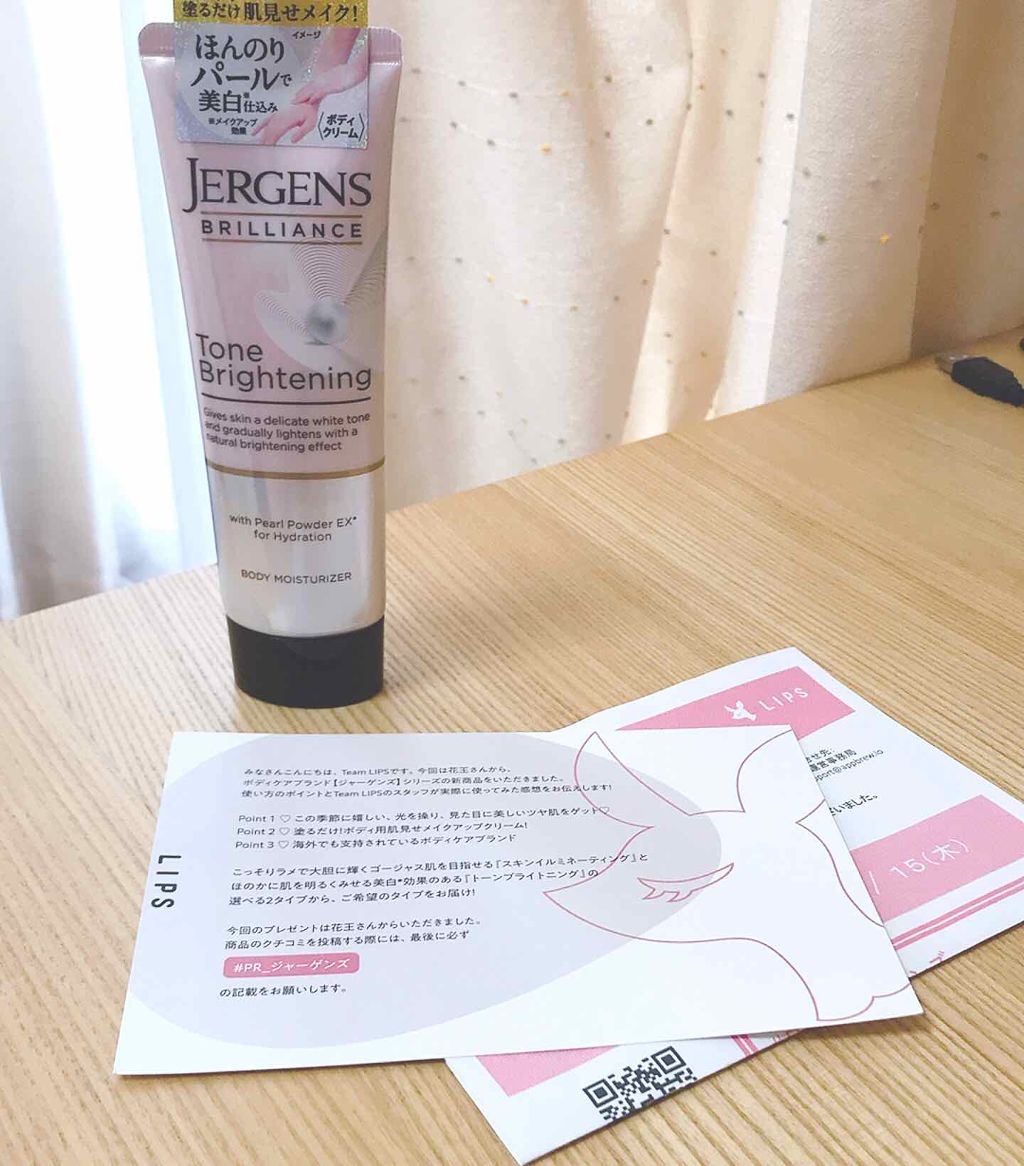 塗るだけ肌見せメイク!
イメージ
ほんのり
パールで
美白※仕込み
※メイクアップ
効果
ボディ
クリーム
JERGENS
BRILLIANCE
Tone
Brightening
Gives skin a delicate white tone
and gradually lightens with a
natural brightening effect
with Pearl Powder EX*
for Hydration
BODY MOISTURIZER
LIPS
みなさんこんにちは、Team LIPSです。今回は花王さんから、
ボディケアブランド【ジャーゲンズ】シリーズの新商品をいただきました。
使い方のポイントとTeam LIPSのスタッフが実際に使ってみた感想をお伝えします!
Point 1 ♡ この季節に嬉しい、光を操り、見た目に美しいツヤ肌をゲット♡
Point 2 ♡ 塗るだけ!ボディ用肌見せメイクアップクリーム!
Point 3 ♡ 海外でも支持されているボディケアブランド
こっそりラメで大胆に輝くゴージャス肌を目指せる『スキンイルミネーティング』と
ほのかに肌を明るくみせる美白*効果のある『トーンブライトニング』の
選べる2タイプから、ご希望のタイプをお届け!
今回のプレゼントは花王さんからいただきました。
商品のクチコミを投稿する際には、最後に必ず
#PR_ジャーゲンズ
の記載をお願いします。
LIPS
せ先:
運営事務局
pport@appbrew.io
いました。
/ 15(木)